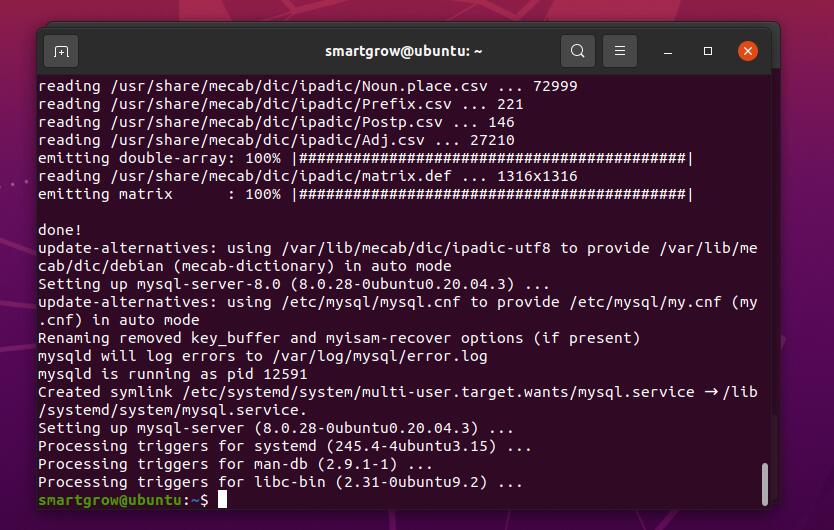 smartgrow@ubuntu: ~
reading /usr/share/mecab/dic/ipadic/Noun.place.csv ... 72999
reading /usr/share/mecab/dic/ipadic/Prefix.csv ... 221
reading /usr/share/mecab/dic/ipadic/Postp.csv ... 146
reading /usr/share/mecab/dic/ipadic/Adj.csv ... 27210
emitting double-array: 100% |###########################################|
reading /usr/share/mecab/dic/ipadic/matrix.def ... 1316x1316
emitting matrix      : 100% |###########################################|
done!
update-alternatives: using /var/lib/mecab/dic/ipadic-utf8 to provide /var/lib/me
cab/dic/debian (mecab-dictionary) in auto mode
Setting up mysql-server-8.0 (8.0.28-0ubuntu0.20.04.3) ...
update-alternatives: using /etc/mysql/mysql.cnf to provide /etc/mysql/my.cnf (my
.cnf) in auto mode
Renaming removed key_buffer and myisam-recover options (if present)
mysqld will log errors to /var/log/mysql/error.log
mysqld is running as pid 12591
Created symlink /etc/systemd/system/multi-user.target.wants/mysql.service → /lib
/systemd/system/mysql.service.
Setting up mysql-server (8.0.28-0ubuntu0.20.04.3) ...
Processing triggers for systemd (245.4-4ubuntu3.15) ...
Processing triggers for man-db (2.9.1-1) ...
Processing triggers for libc-bin (2.31-0ubuntu9.2) ...
smartgrow@ubuntu:~$